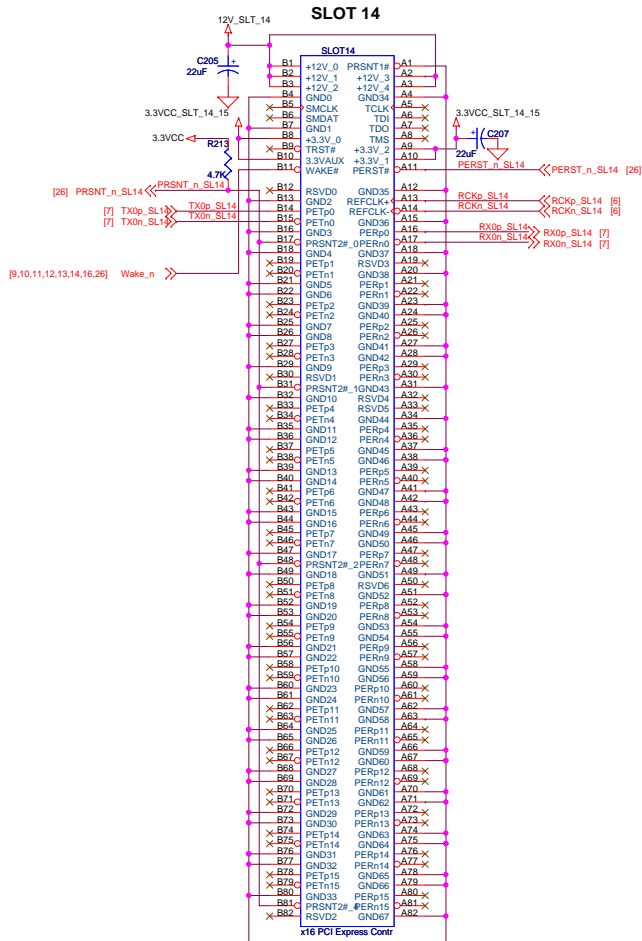 SLOT 14
12V_SLT_14
SLOT14
C205
22uF
3.3VCC_SLT_14_15
3.3VCC_SLT_14_15
C207
22uF
3.3VCC
R213
4.7K
[26] PRSNT_n_SL14 PRSNT_n_SL14
[7] TX0p_SL14 TX0p_SL14
[7] TX0n_SL14 TX0n_SL14
[9,10,11,12,13,14,16,26] Wake_n
PERST_n_SL14 PERST_n_SL14 [26]
RCKp_SL14 RCKp_SL14 [6]
RCKn_SL14 RCKn_SL14 [6]
RX0p_SL14 RX0p_SL14 [7]
RX0n_SL14 RX0n_SL14 [7]
B1 +12V_0 PRSNT1# A1
B2 +12V_1 +12V_3 A2
B3 +12V_2 +12V_4 A3
B4 GND0 GND34 A4
B5 SMCLK TCLK A5
B6 SMDAT TDI A6
B7 GND1 TDO A7
B8 +3.3V_0 TMS A8
B9 TRST# +3.3V_2 A9
B10 3.3VAUX +3.3V_1 A10
B11 WAKE# PERST# A11
B12 RSVD0 GND35 A12
B13 GND2 REFCLK+ A13
B14 PETp0 REFCLK- A14
B15 PETn0 GND36 A15
B16 GND3 PERp0 A16
B17 PRSNT2#_0 PERn0 A17
B18 GND4 GND37 A18
B19 PETp1 RSVD3 A19
B20 PETn1 GND38 A20
B21 GND5 PERp1 A21
B22 GND6 PERn1 A22
B23 PETp2 GND39 A23
B24 PETn2 GND40 A24
B25 GND7 PERp2 A25
B26 GND8 PERn2 A26
B27 PETp3 GND41 A27
B28 PETn3 GND42 A28
B29 GND9 PERp3 A29
B30 RSVD1 PERn3 A30
B31 PRSNT2#_1 GND43 A31
B32 GND10 RSVD4 A32
B33 PETp4 RSVD5 A33
B34 PETn4 GND44 A34
B35 GND11 PERp4 A35
B36 GND12 PERn4 A36
B37 PETp5 GND45 A37
B38 PETn5 GND46 A38
B39 GND13 PERp5 A39
B40 GND14 PERn5 A40
B41 PETp6 GND47 A41
B42 PETn6 GND48 A42
B43 GND15 PERp6 A43
B44 GND16 PERn6 A44
B45 PETp7 GND49 A45
B46 PETn7 GND50 A46
B47 GND17 PERp7 A47
B48 PRSNT2#_2 PERn7 A48
B49 GND18 GND51 A49
B50 PETp8 RSVD6 A50
B51 PETn8 GND52 A51
B52 GND19 PERp8 A52
B53 GND20 PERn8 A53
B54 PETp9 GND53 A54
B55 PETn9 GND54 A55
B56 GND21 PERp9 A56
B57 GND22 PERn9 A57
B58 PETp10 GND55 A58
B59 PETn10 GND56 A59
B60 GND23 PERp10 A60
B61 GND24 PERn10 A61
B62 PETp11 GND57 A62
B63 PETn11 GND58 A63
B64 GND25 PERp11 A64
B65 GND26 PERn11 A65
B66 PETp12 GND59 A66
B67 PETn12 GND60 A67
B68 GND27 PERp12 A68
B69 GND28 PERn12 A69
B70 PETp13 GND61 A70
B71 PETn13 GND62 A71
B72 GND29 PERp13 A72
B73 GND30 PERn13 A73
B74 PETp14 GND63 A74
B75 PETn14 GND64 A75
B76 GND31 PERp14 A76
B77 GND32 PERn14 A77
B78 PETp15 GND65 A78
B79 PETn15 GND66 A79
B80 GND33 PERp15 A80
B81 PRSNT2#_4 PERn15 A81
B82 RSVD2 GND67 A82
x16 PCI Express Contr